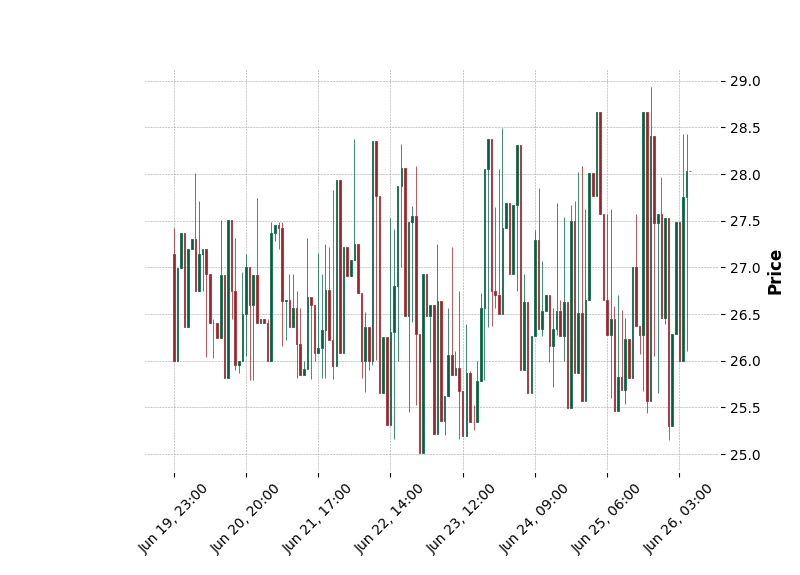 29.0
28.5
28.0
27.5
27.0
26.5
26.0
25.5
25.0
Price
Jun 19, 23:00
Jun 20, 20:00
Jun 21, 17:00
Jun 22, 14:00
Jun 23, 12:00
Jun 24, 09:00
Jun 25, 06:00
Jun 26, 03:00